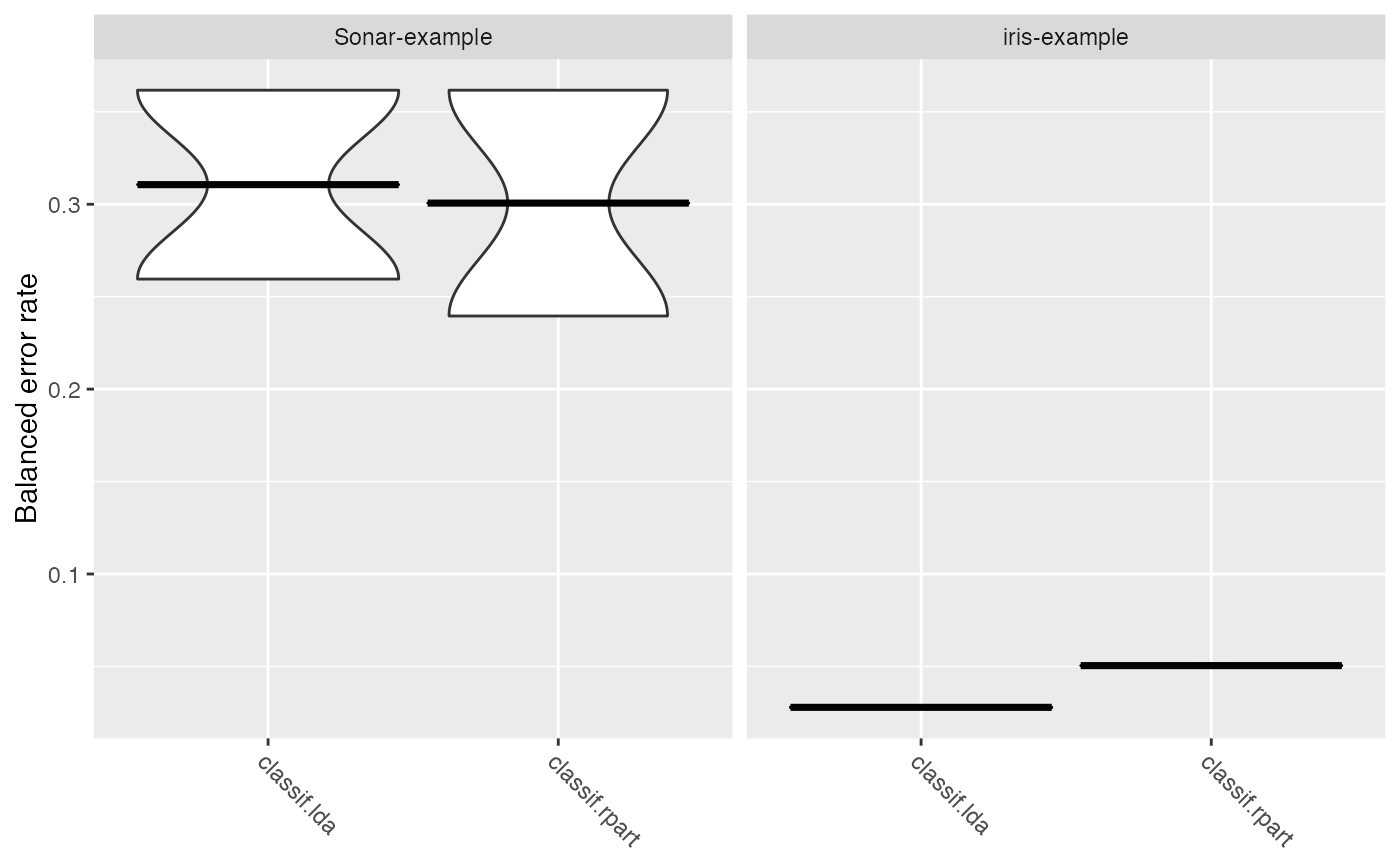 Sonar-example
iris-example
Balanced error rate
0.3
0.2
0.1
classif.lda
classif.rpart
classif.lda
classif.rpart